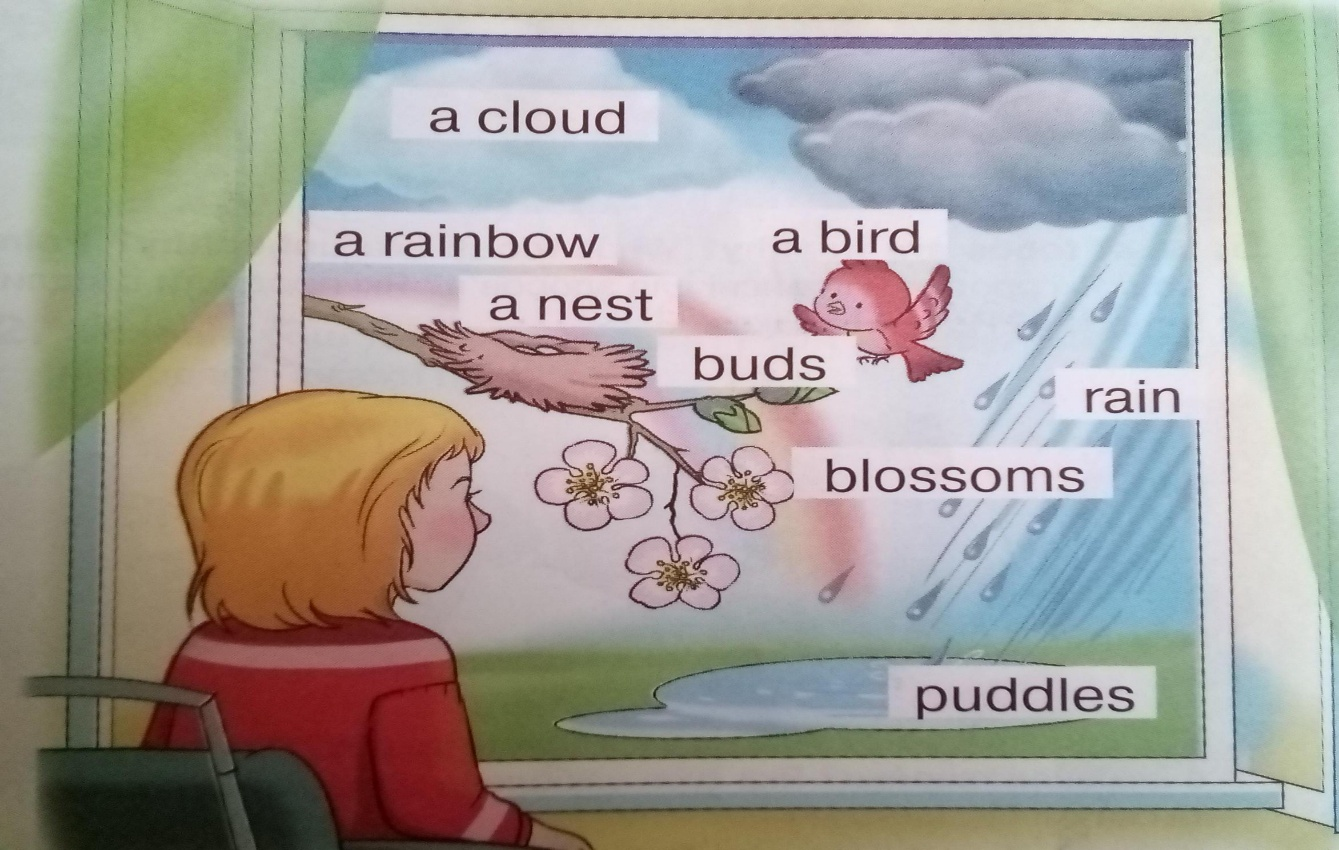 a cloud
a rainbow
a bird
a nest
buds
rain
blossoms
puddles